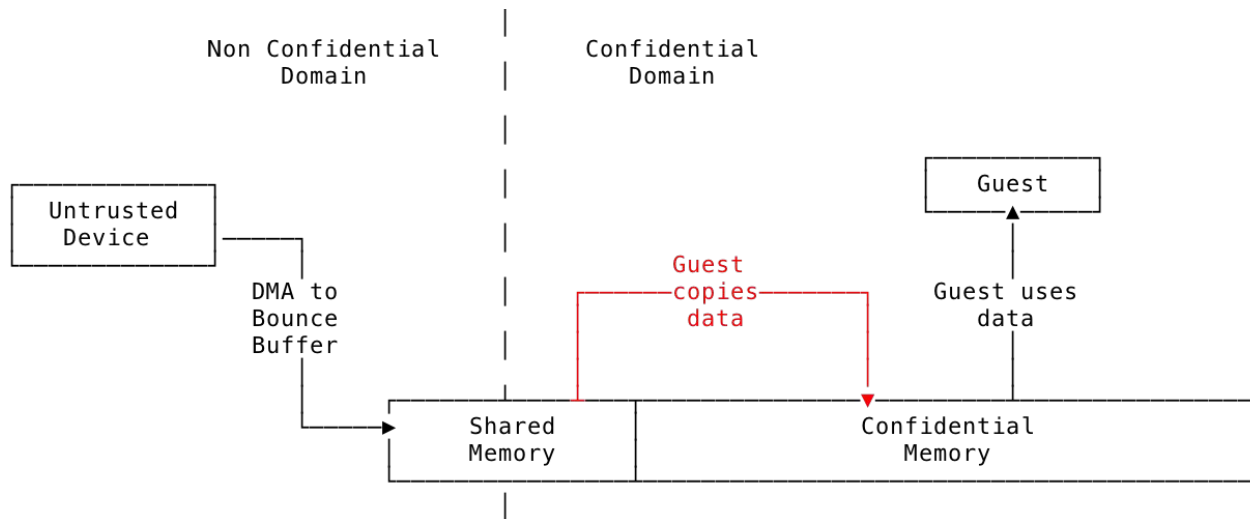 Non Confidential
Domain
Confidential
Domain
Guest
Untrusted
Device
Guest
copies
data
DMA to
Bounce
Buffer
Guest uses
data
Shared
Memory
Confidential
Memory